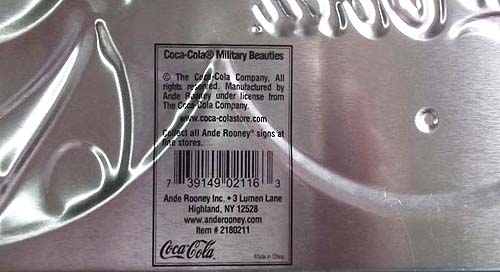 Coca-Cola® Military Beauties
© The Coca-Cola Company, All
rights reserved. Manufactured by
Ande Rooney under license from
The Coca-Cola Company.
www.coca-colastore.com
Collect all Ande Rooney® signs at
fine stores.
7 39149 02116 3
Ande Rooney Inc. • 3 Lumen Lane
Highland, NY 12528
www.anderooney.com
Item # 2180211
Coca-Cola
Made in China